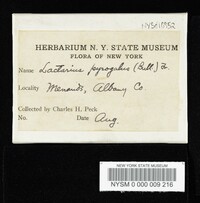 NYSf1952
HERBARIUM N. Y. STATE MUSEUM
FLORA OF NEW YORK
Name Lactarius pyrogalus (Bull.) Fr.
Locality Menands, Albany Co
Collected by Charles H. Peck
No. Date Aug.
NEW YORK STATE MUSEUM
NYSM 0 000 009 216